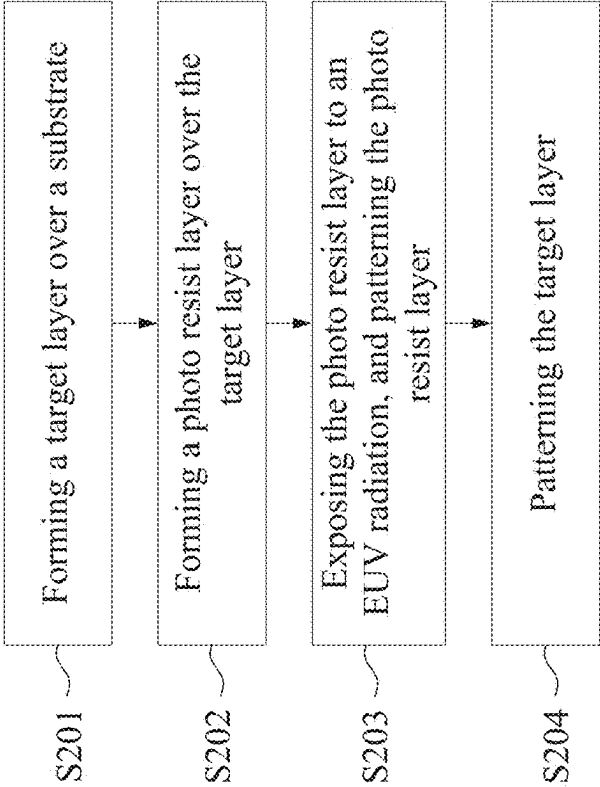 S201
Forming a target layer over a substrate
S202
Forming a photo resist layer over the
target layer
S203
Exposing the photo resist layer to an
EUV radiation, and patterning the photo
resist layer
S204
Patterning the target layer